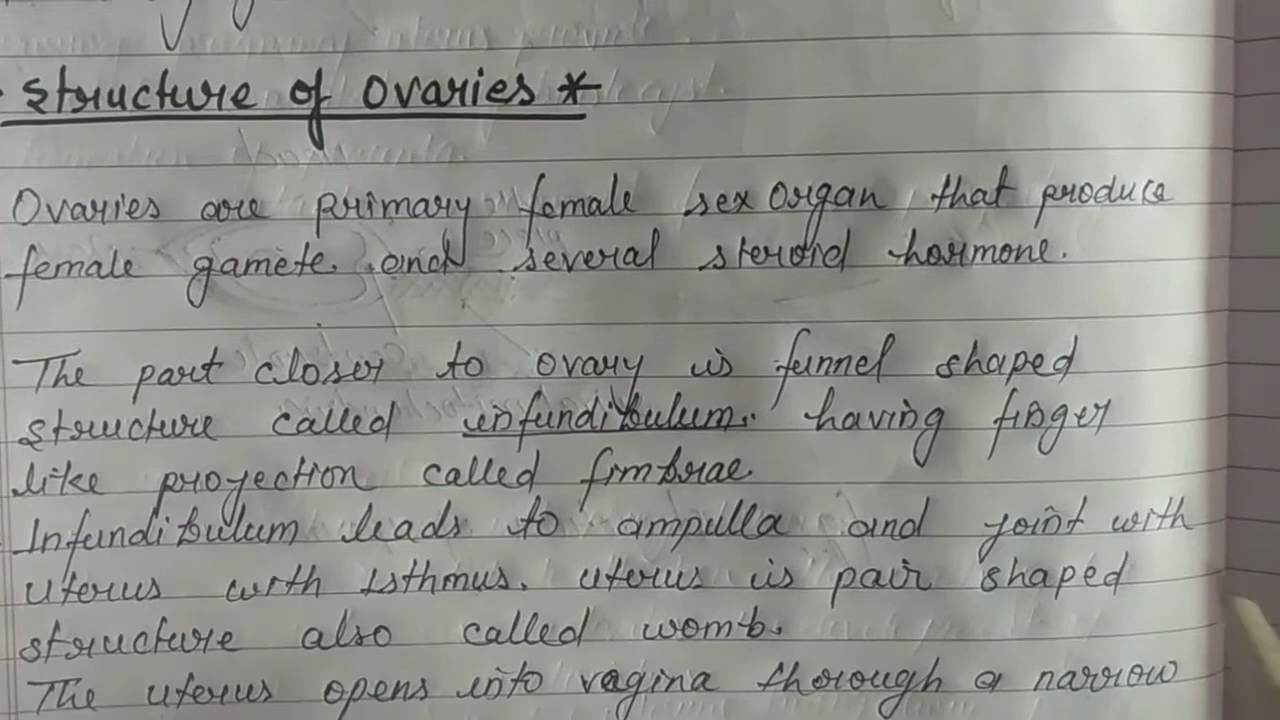 Structure of Ovaries *
Ovaries are primary female sex organ that produce
female gamete and several steroid hormone.
The part closer to ovary is funnel shaped
structure called infundibulum. having finger
like projection called fimbrae
Infundibulum leads to ampulla and joint with
uterus with Isthmus. uterus is pair shaped
structure also called womb.
The uterus opens into vagina thorough a narrow